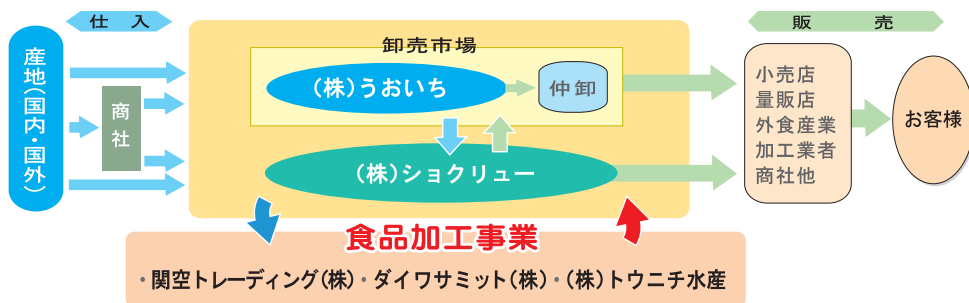 仕入
販売
産地(国内・国外)
商社
卸売市場
(株)うおいち
仲卸
(株)ショクリュー
小売店
量販店
外食産業
加工業者
商社他
お客様
食品加工事業
・関空トレーディング(株)・ダイワサミット(株)・(株)トウニチ水産